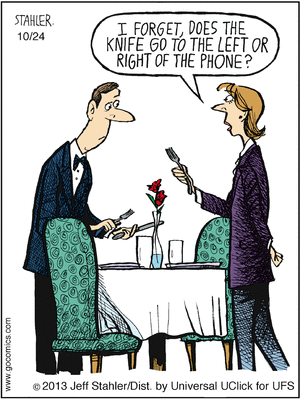 STAHLER.
10/24
I FORGET, DOES THE
KNIFE GO TO THE LEFT OR
RIGHT OF THE PHONE?
www.gocomics.com
© 2013 Jeff Stahler/Dist. by Universal UClick for UFS